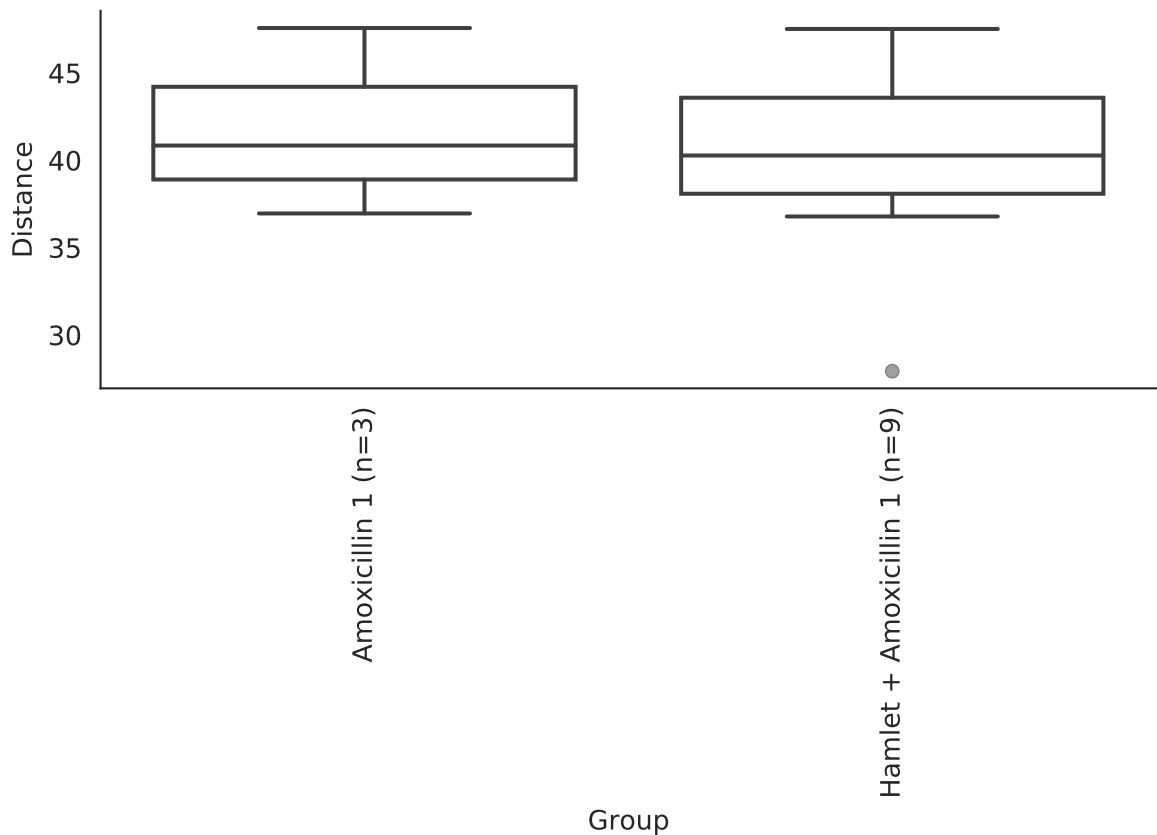 45
40
35
30
Distance
Amoxicillin 1 (n=3)
Hamlet + Amoxicillin 1 (n=9)
Group